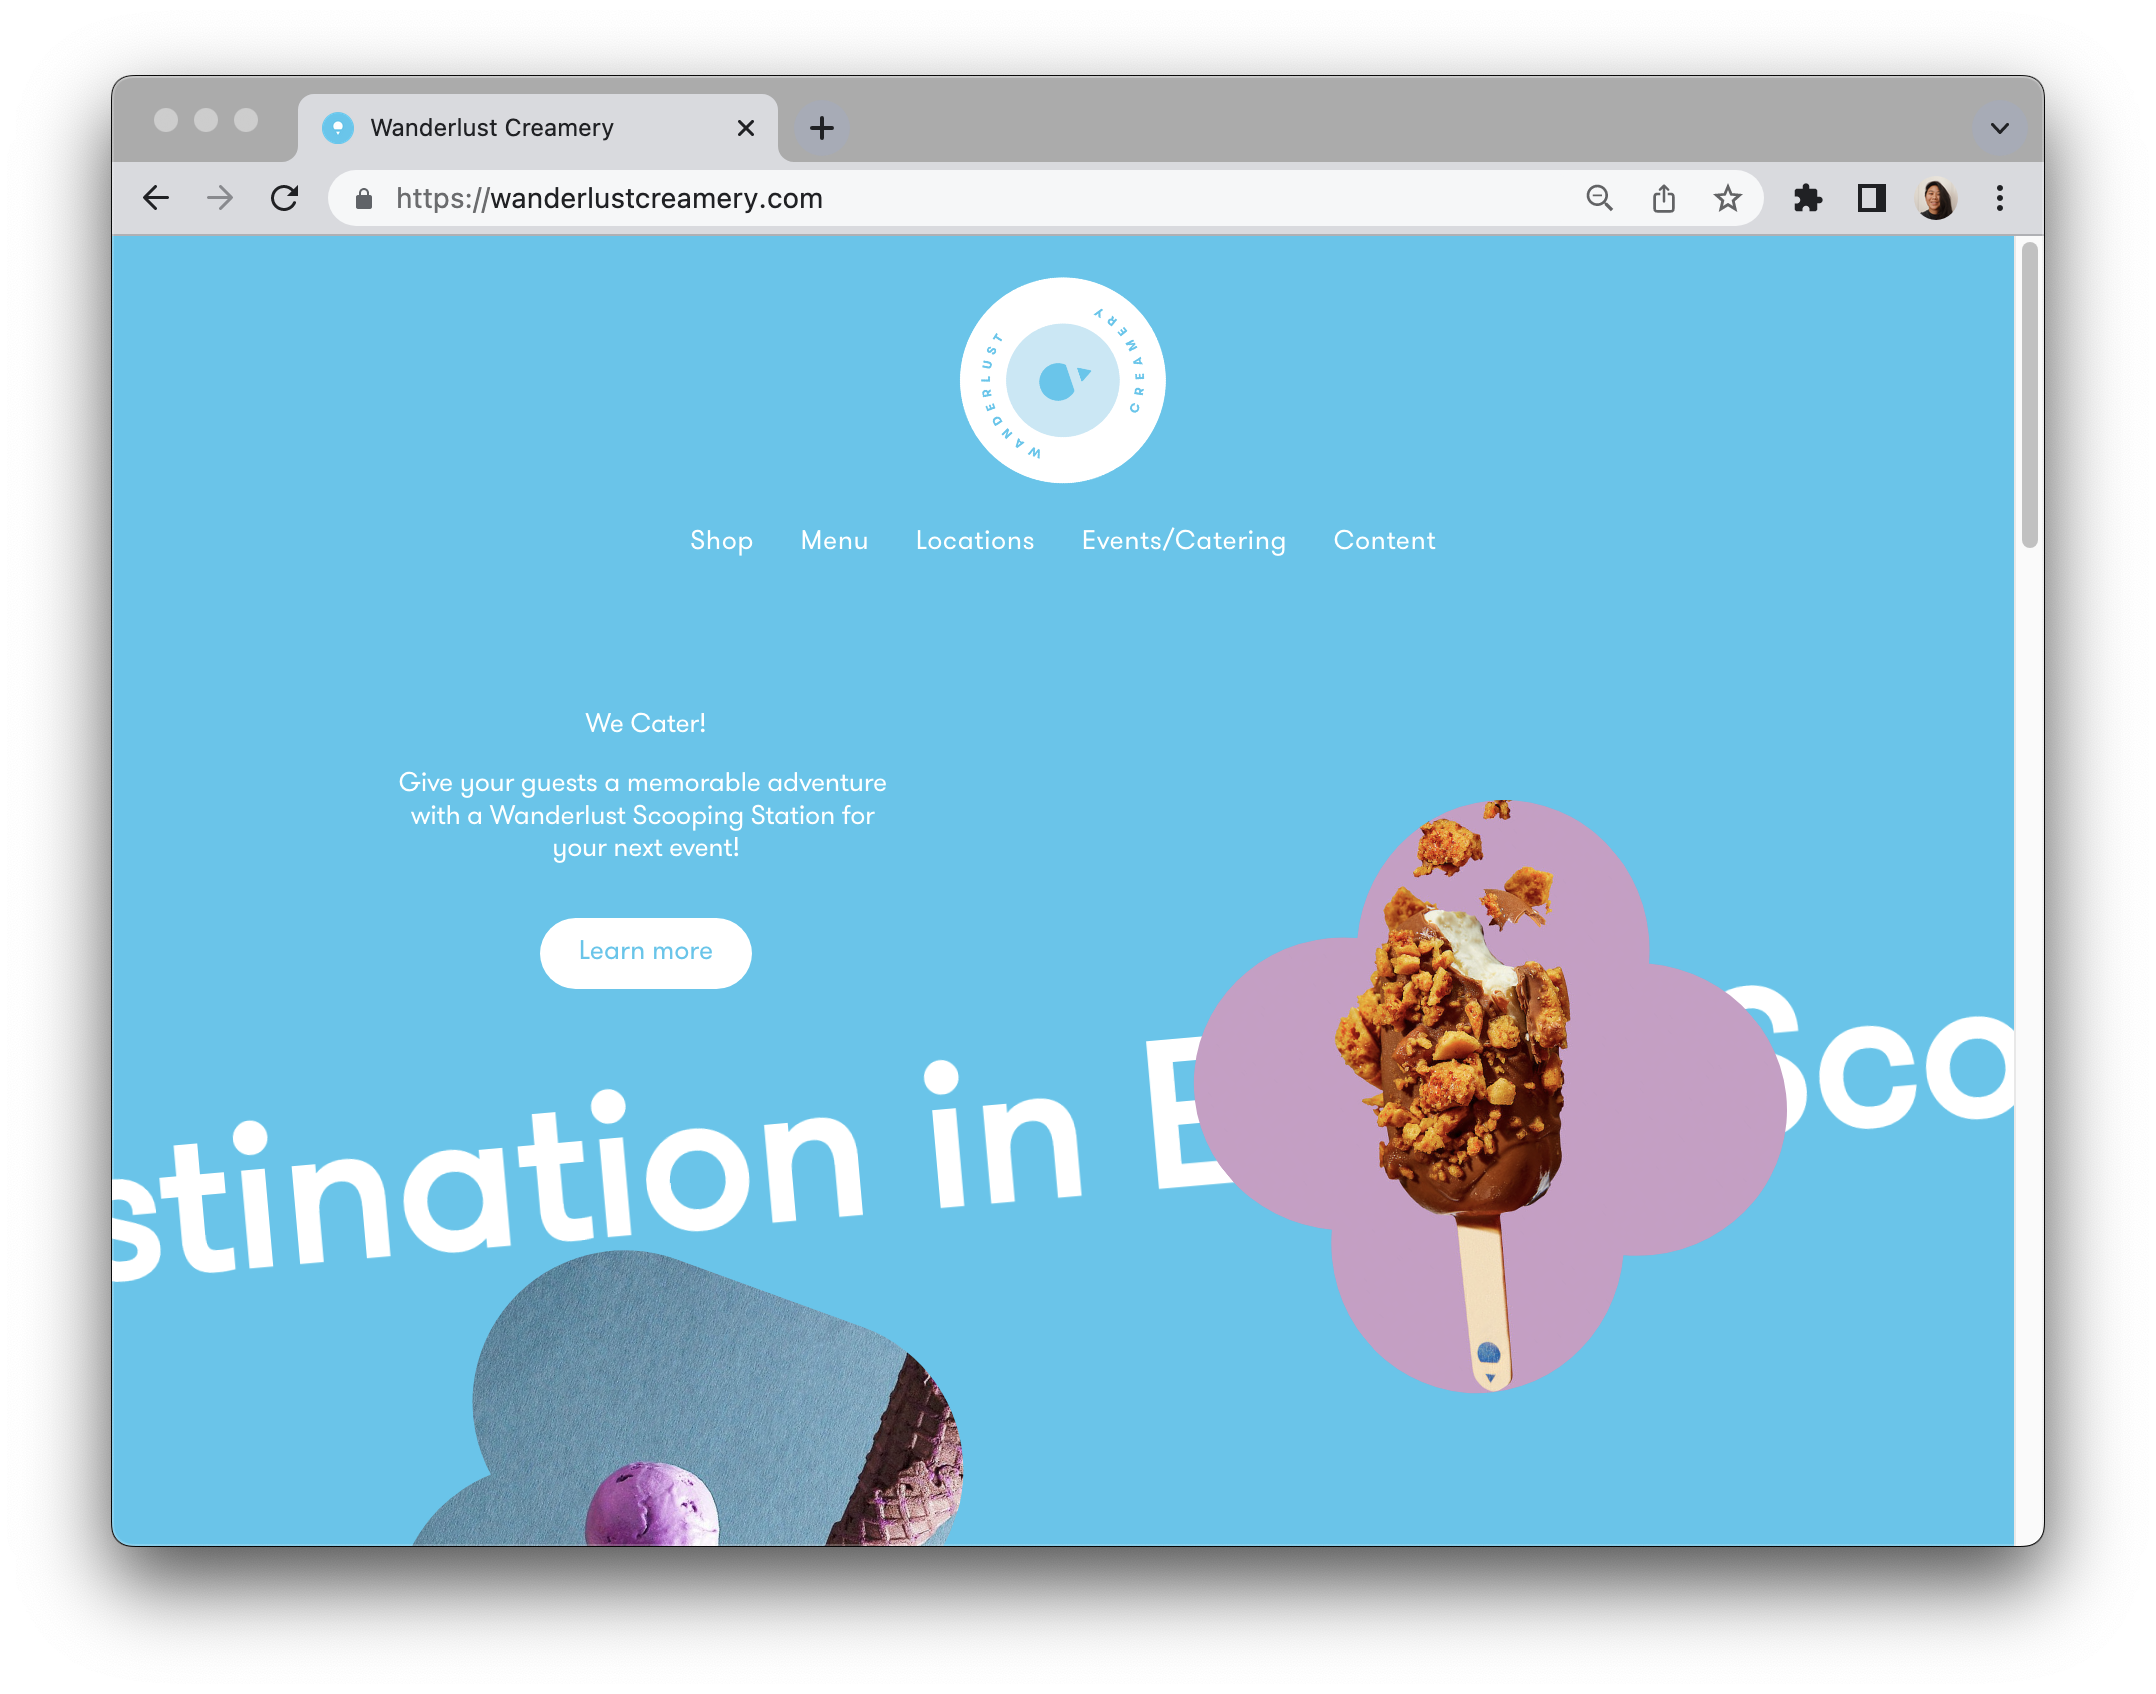 Wanderlust Creamery
https://wanderlustcreamery.com
WANDERLUST CREAMERY
Shop Menu Locations Events/Catering Content
We Cater!
Give your guests a memorable adventure
with a Wanderlust Scooping Station for
your next event!
Learn more
stination in E Sco